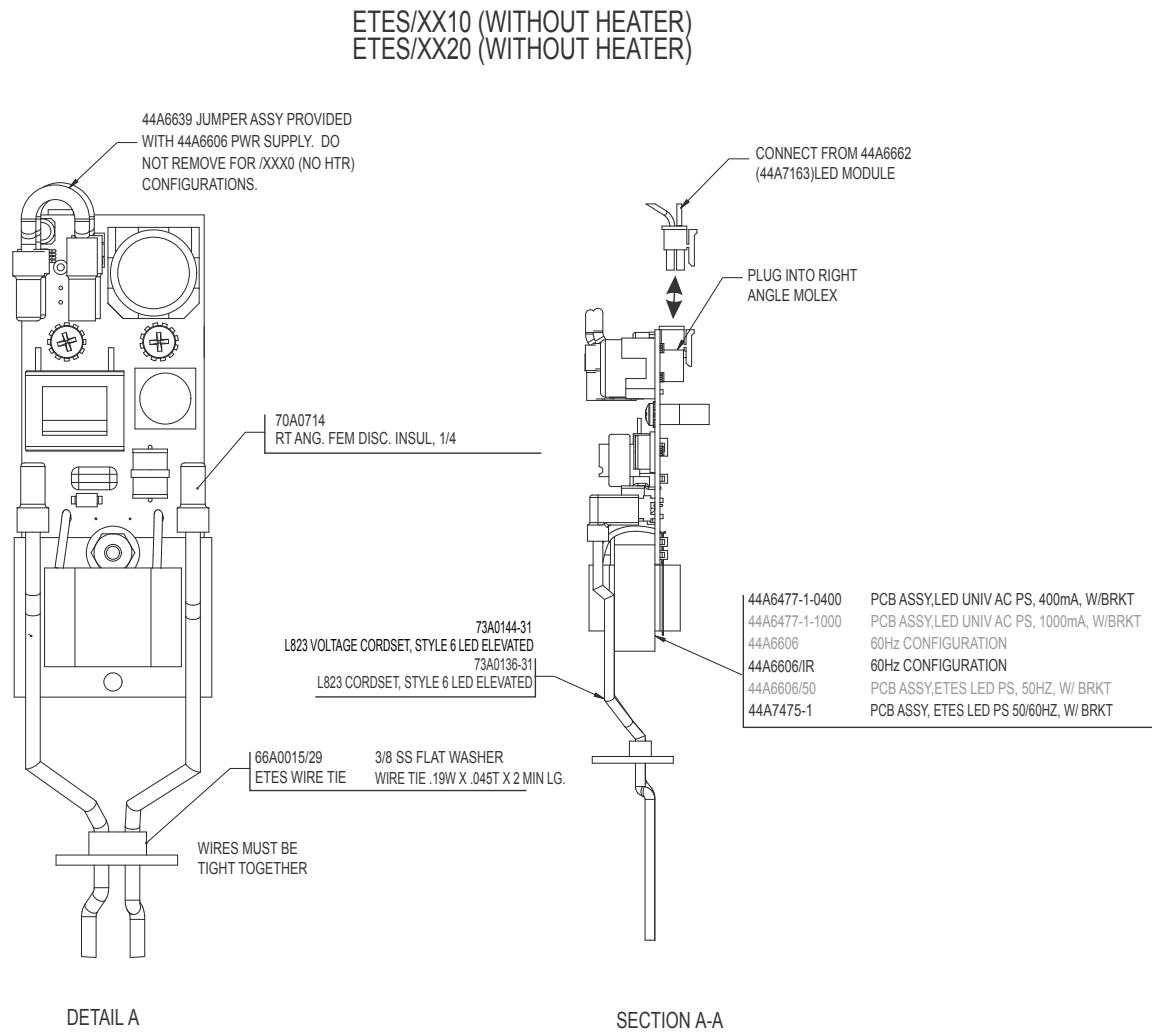 ETES/XX10 (WITHOUT HEATER)
ETES/XX20 (WITHOUT HEATER)
44A6639 JUMPER ASSY PROVIDED
WITH 44A6606 PWR SUPPLY. DO
NOT REMOVE FOR /XXX0 (NO HTR)
CONFIGURATIONS.
CONNECT FROM 44A6662
(44A7163)LED MODULE
PLUG INTO RIGHT
ANGLE MOLEX
70A0714
RT ANG. FEM DISC. INSUL, 1/4
73A0144-31
L823 VOLTAGE CORDSET, STYLE 6 LED ELEVATED
73A0136-31
L823 CORDSET, STYLE 6 LED ELEVATED
44A6477-1-0400 PCB ASSY,LED UNIV AC PS, 400mA, W/BRKT
44A6477-1-1000 PCB ASSY,LED UNIV AC PS, 1000mA, W/BRKT
44A6606 60Hz CONFIGURATION
44A6606/IR 60Hz CONFIGURATION
44A6606/50 PCB ASSY,ETES LED PS, 50HZ, W/ BRKT
44A7475-1 PCB ASSY, ETES LED PS 50/60HZ, W/ BRKT
66A0015/29 3/8 SS FLAT WASHER
ETES WIRE TIE WIRE TIE .19W X .045T X 2 MIN LG.
WIRES MUST BE
TIGHT TOGETHER
DETAIL A
SECTION A-A